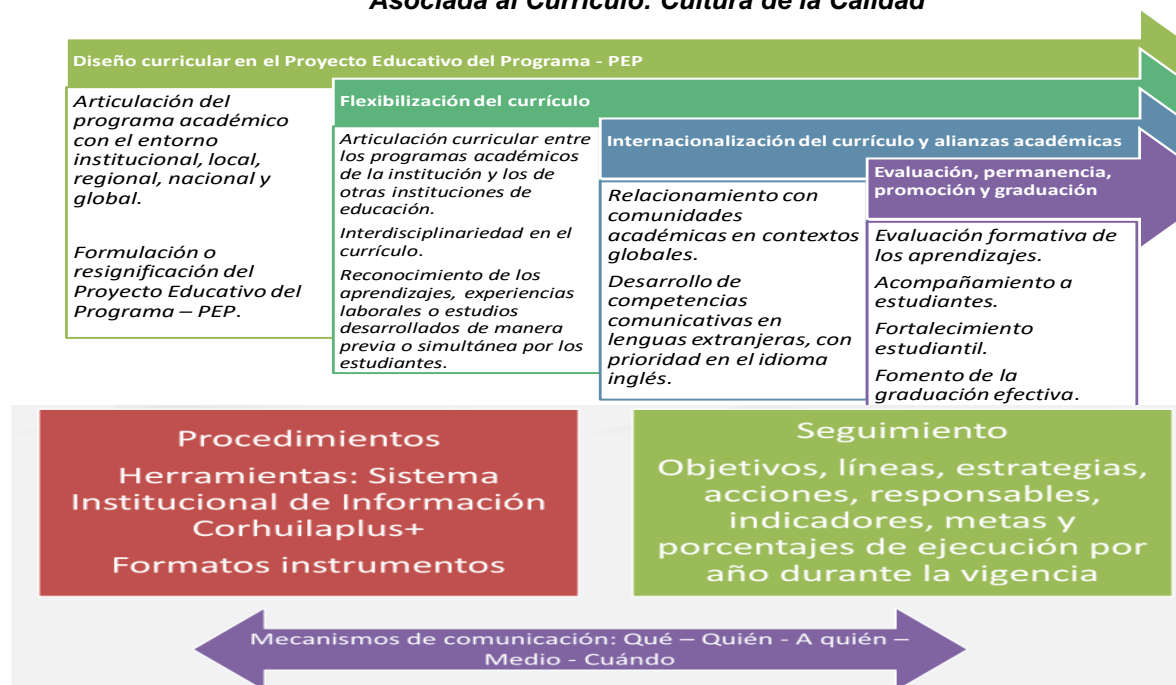 Asociada al Currículo: Cultura de la Calidad
Diseño curricular en el Proyecto Educativo del Programa - PEP
Articulación del
programa académico
con el entorno
institucional, local,
regional, nacional y
global.
Formulación o
resignificación del
Proyecto Educativo del
Programa – PEP.
Flexibilización del currículo
Articulación curricular entre
los programas académicos
de la institución y los de
otras instituciones de
educación.
Interdisciplinariedad en el
currículo.
Reconocimiento de los
aprendizajes, experiencias
laborales o estudios
desarrollados de manera
previa o simultánea por los
estudiantes.
Internacionalización del currículo y alianzas académicas
Relacionamiento con
comunidades
académicas en contextos
globales.
Desarrollo de
competencias
comunicativas en
lenguas extranjeras, con
prioridad en el idioma
inglés.
Evaluación, permanencia,
promoción y graduación
Evaluación formativa de
los aprendizajes.
Acompañamiento a
estudiantes.
Fortalecimiento
estudiantil.
Fomento de la
graduación efectiva.
Procedimientos
Herramientas: Sistema
Institucional de Información
Corhuilaplus+
Formatos instrumentos
Seguimiento
Objetivos, líneas, estrategias,
acciones, responsables,
indicadores, metas y
porcentajes de ejecución por
año durante la vigencia
Mecanismos de comunicación: Qué – Quién - A quién –
Medio - Cuándo